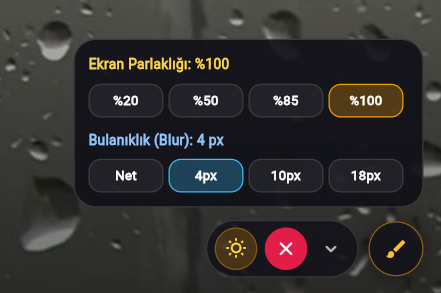 Ekran Parlaklığı: %100
%20 %50 %85 %100
Bulanıklık (Blur): 4 px
Net 4px 10px 18px